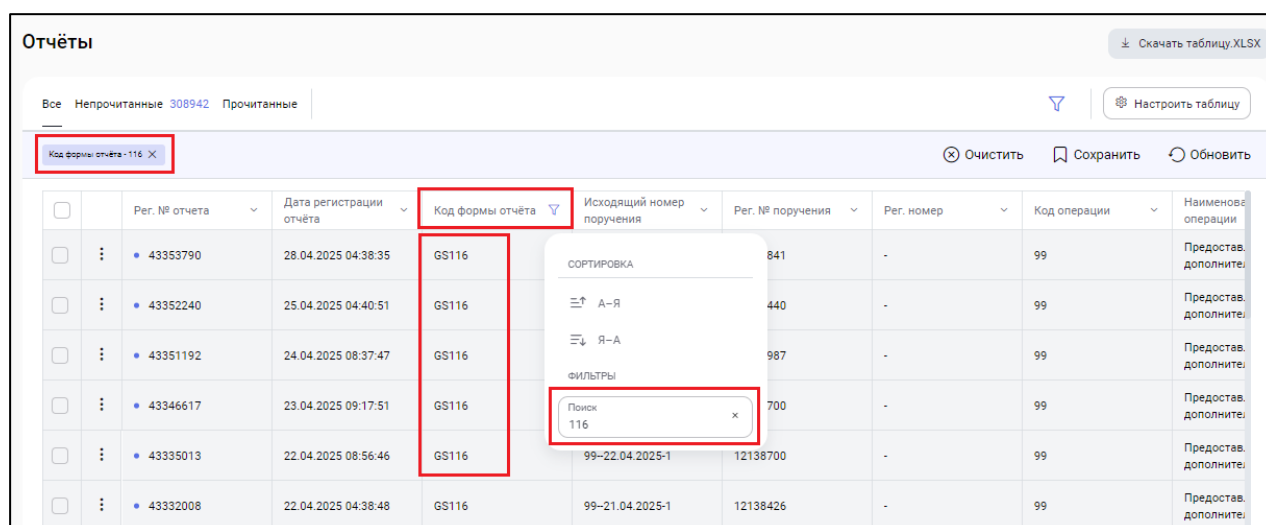 Отчёты
Скачать таблицу.XLSX
Все Непрочитанные 308942 Прочитанные
Настроить таблицу
Код формы отчёта - 116 ×
Очистить Сохранить Обновить
Рег. № отчета
Дата регистрации
отчёта
Код формы отчёта
Исходящий номер
поручения
Рег. № поручения
Рег. номер
Код операции
Наименова
операции
43353790 28.04.2025 04:38:35 GS116 841 - 99
Предостав.
дополнител
43352240 25.04.2025 04:40:51 GS116 440 - 99
Предостав.
дополнител
43351192 24.04.2025 08:37:47 GS116 987 - 99
Предостав.
дополнител
43346617 23.04.2025 09:17:51 GS116 700 - 99
Предостав.
дополнител
43335013 22.04.2025 08:56:46 GS116 99--22.04.2025-1 12138700 - 99
Предостав.
дополнител
43332008 22.04.2025 04:38:48 GS116 99--21.04.2025-1 12138426 - 99
Предостав.
дополнител
СОРТИРОВКА
А-Я
Я-А
ФИЛЬТРЫ
Поиск
116 ×